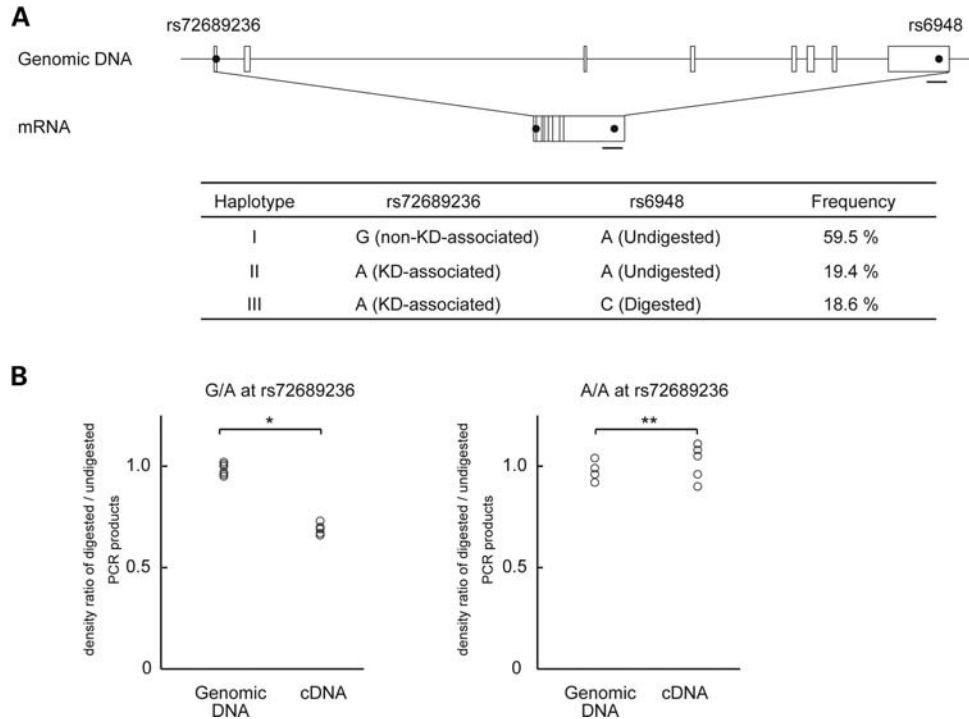 A
rs72689236 rs6948
Genomic DNA
mRNA
Haplotype rs72689236 rs6948 Frequency
I G (non-KD-associated) A (Undigested) 59.5 %
II A (KD-associated) A (Undigested) 19.4 %
III A (KD-associated) C (Digested) 18.6 %
B
G/A at rs72689236
*
density ratio of digested / undigested
PCR products
1.0
0.5
0
Genomic cDNA
DNA
A/A at rs72689236
**
density ratio of digested / undigested
PCR products
1.0
0.5
0
Genomic cDNA
DNA